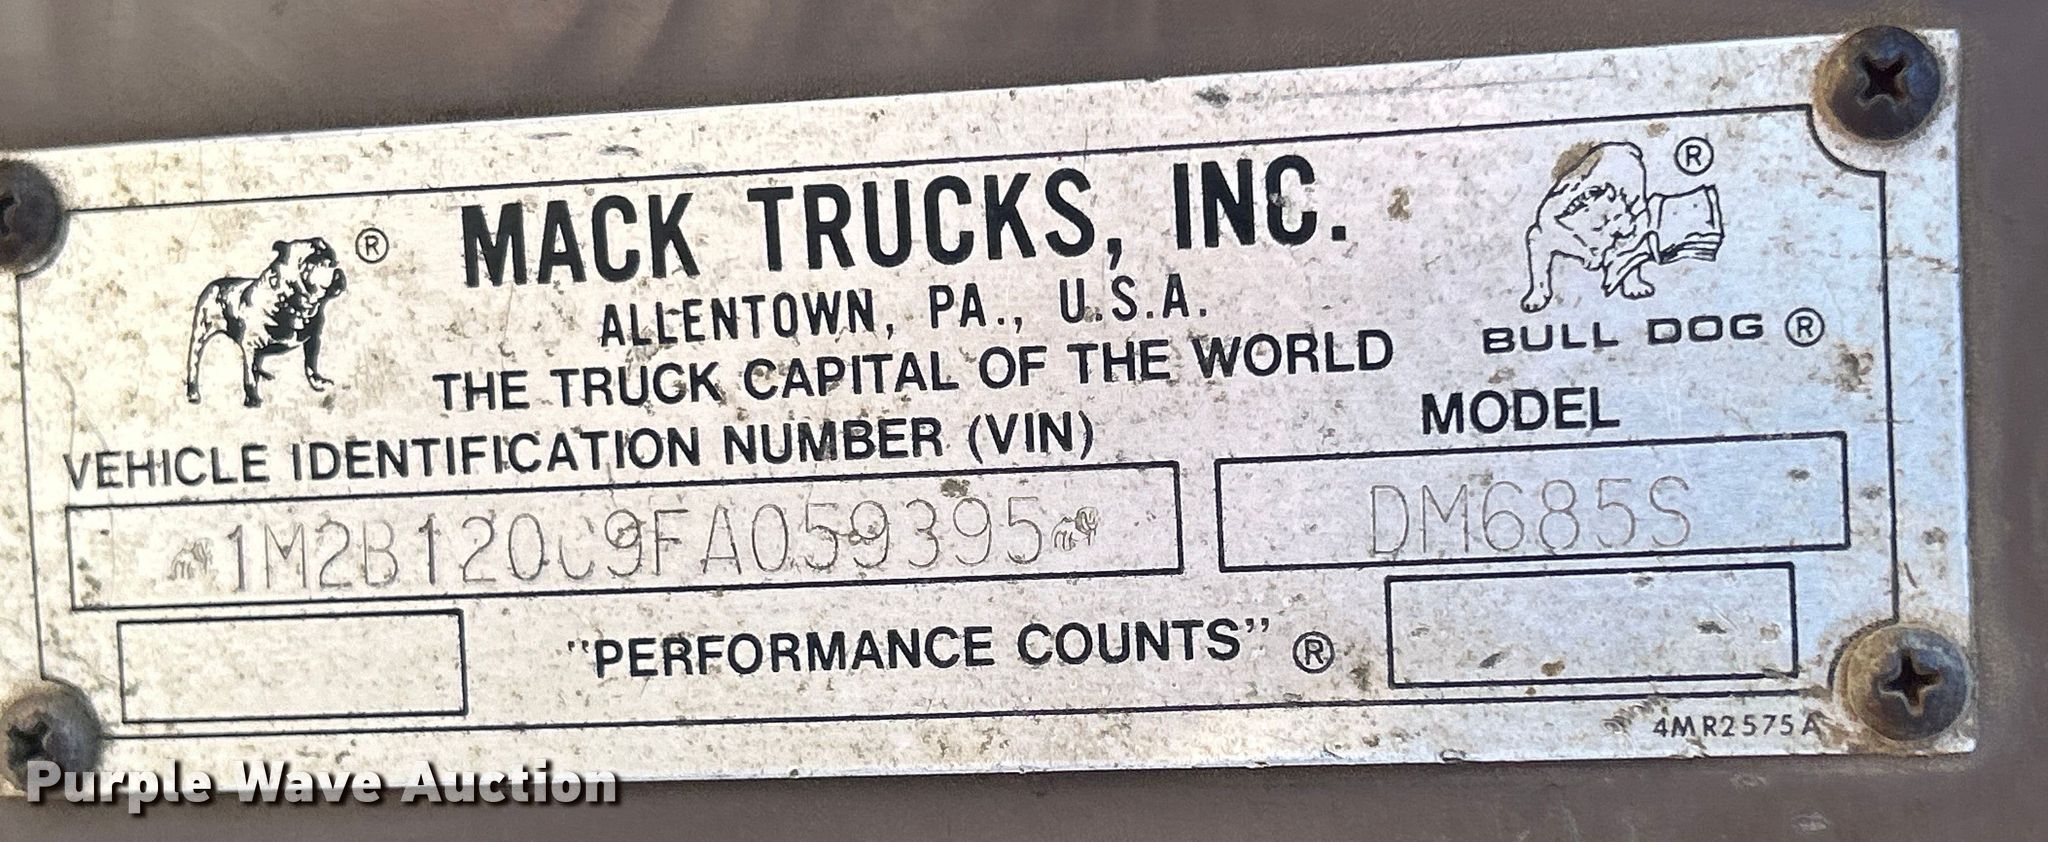 MACK TRUCKS, INC.
ALLENTOWN, PA., U.S.A.
THE TRUCK CAPITAL OF THE WORLD
®
®
BULL DOG ®
VEHICLE IDENTIFICATION NUMBER (VIN)
1M2B120C9FA059395
MODEL
DM685S
"PERFORMANCE COUNTS" ®
4MR2575A
Purple Wave Auction